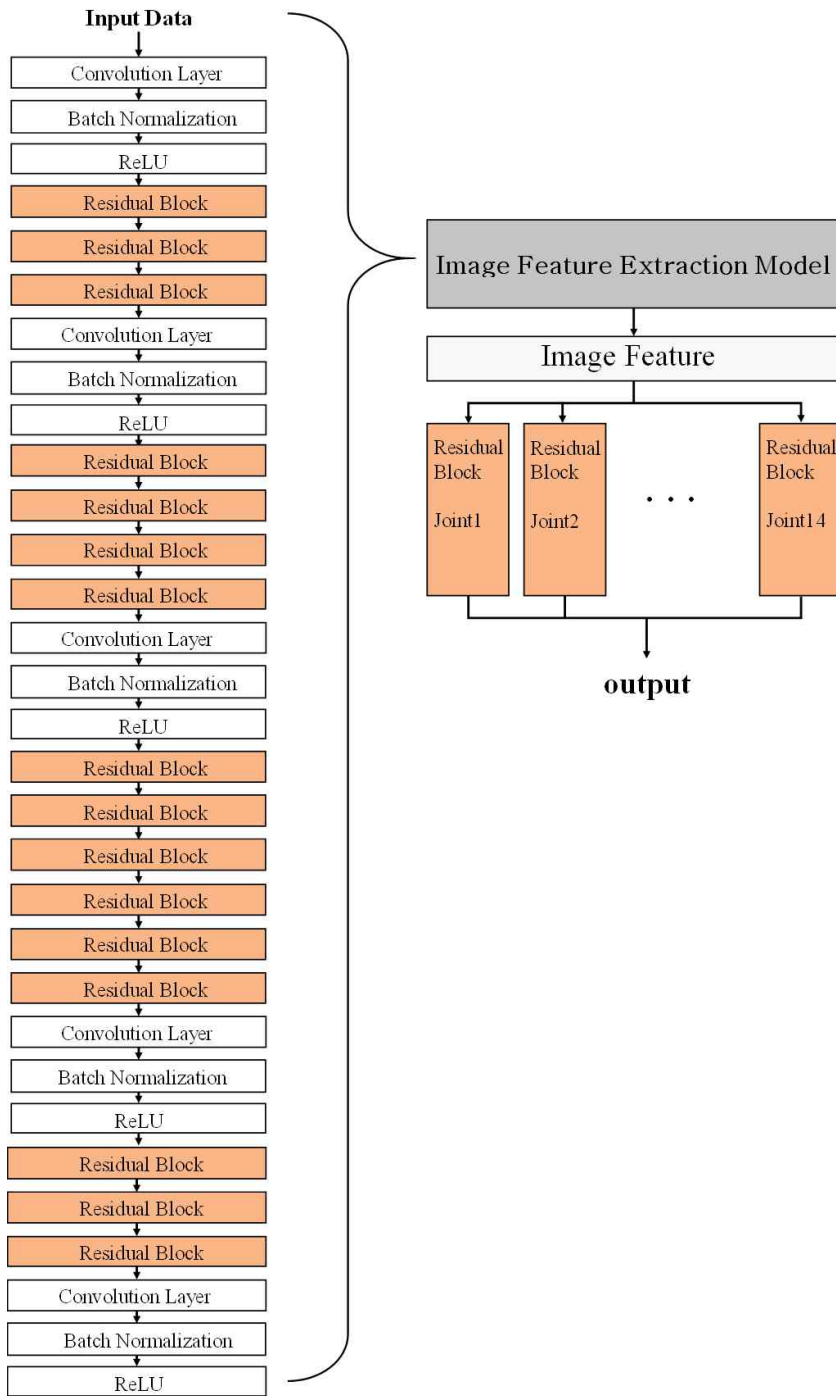 Input Data
Convolution Layer
Batch Normalization
ReLU
Residual Block
Residual Block
Residual Block
Convolution Layer
Batch Normalization
ReLU
Residual Block
Residual Block
Residual Block
Residual Block
Convolution Layer
Batch Normalization
ReLU
Residual Block
Residual Block
Residual Block
Residual Block
Residual Block
Residual Block
Convolution Layer
Batch Normalization
ReLU
Residual Block
Residual Block
Residual Block
Convolution Layer
Batch Normalization
ReLU
Image Feature Extraction Model
Image Feature
Residual
Block
Joint1
Residual
Block
Joint2
. . .
Residual
Block
Joint14
output